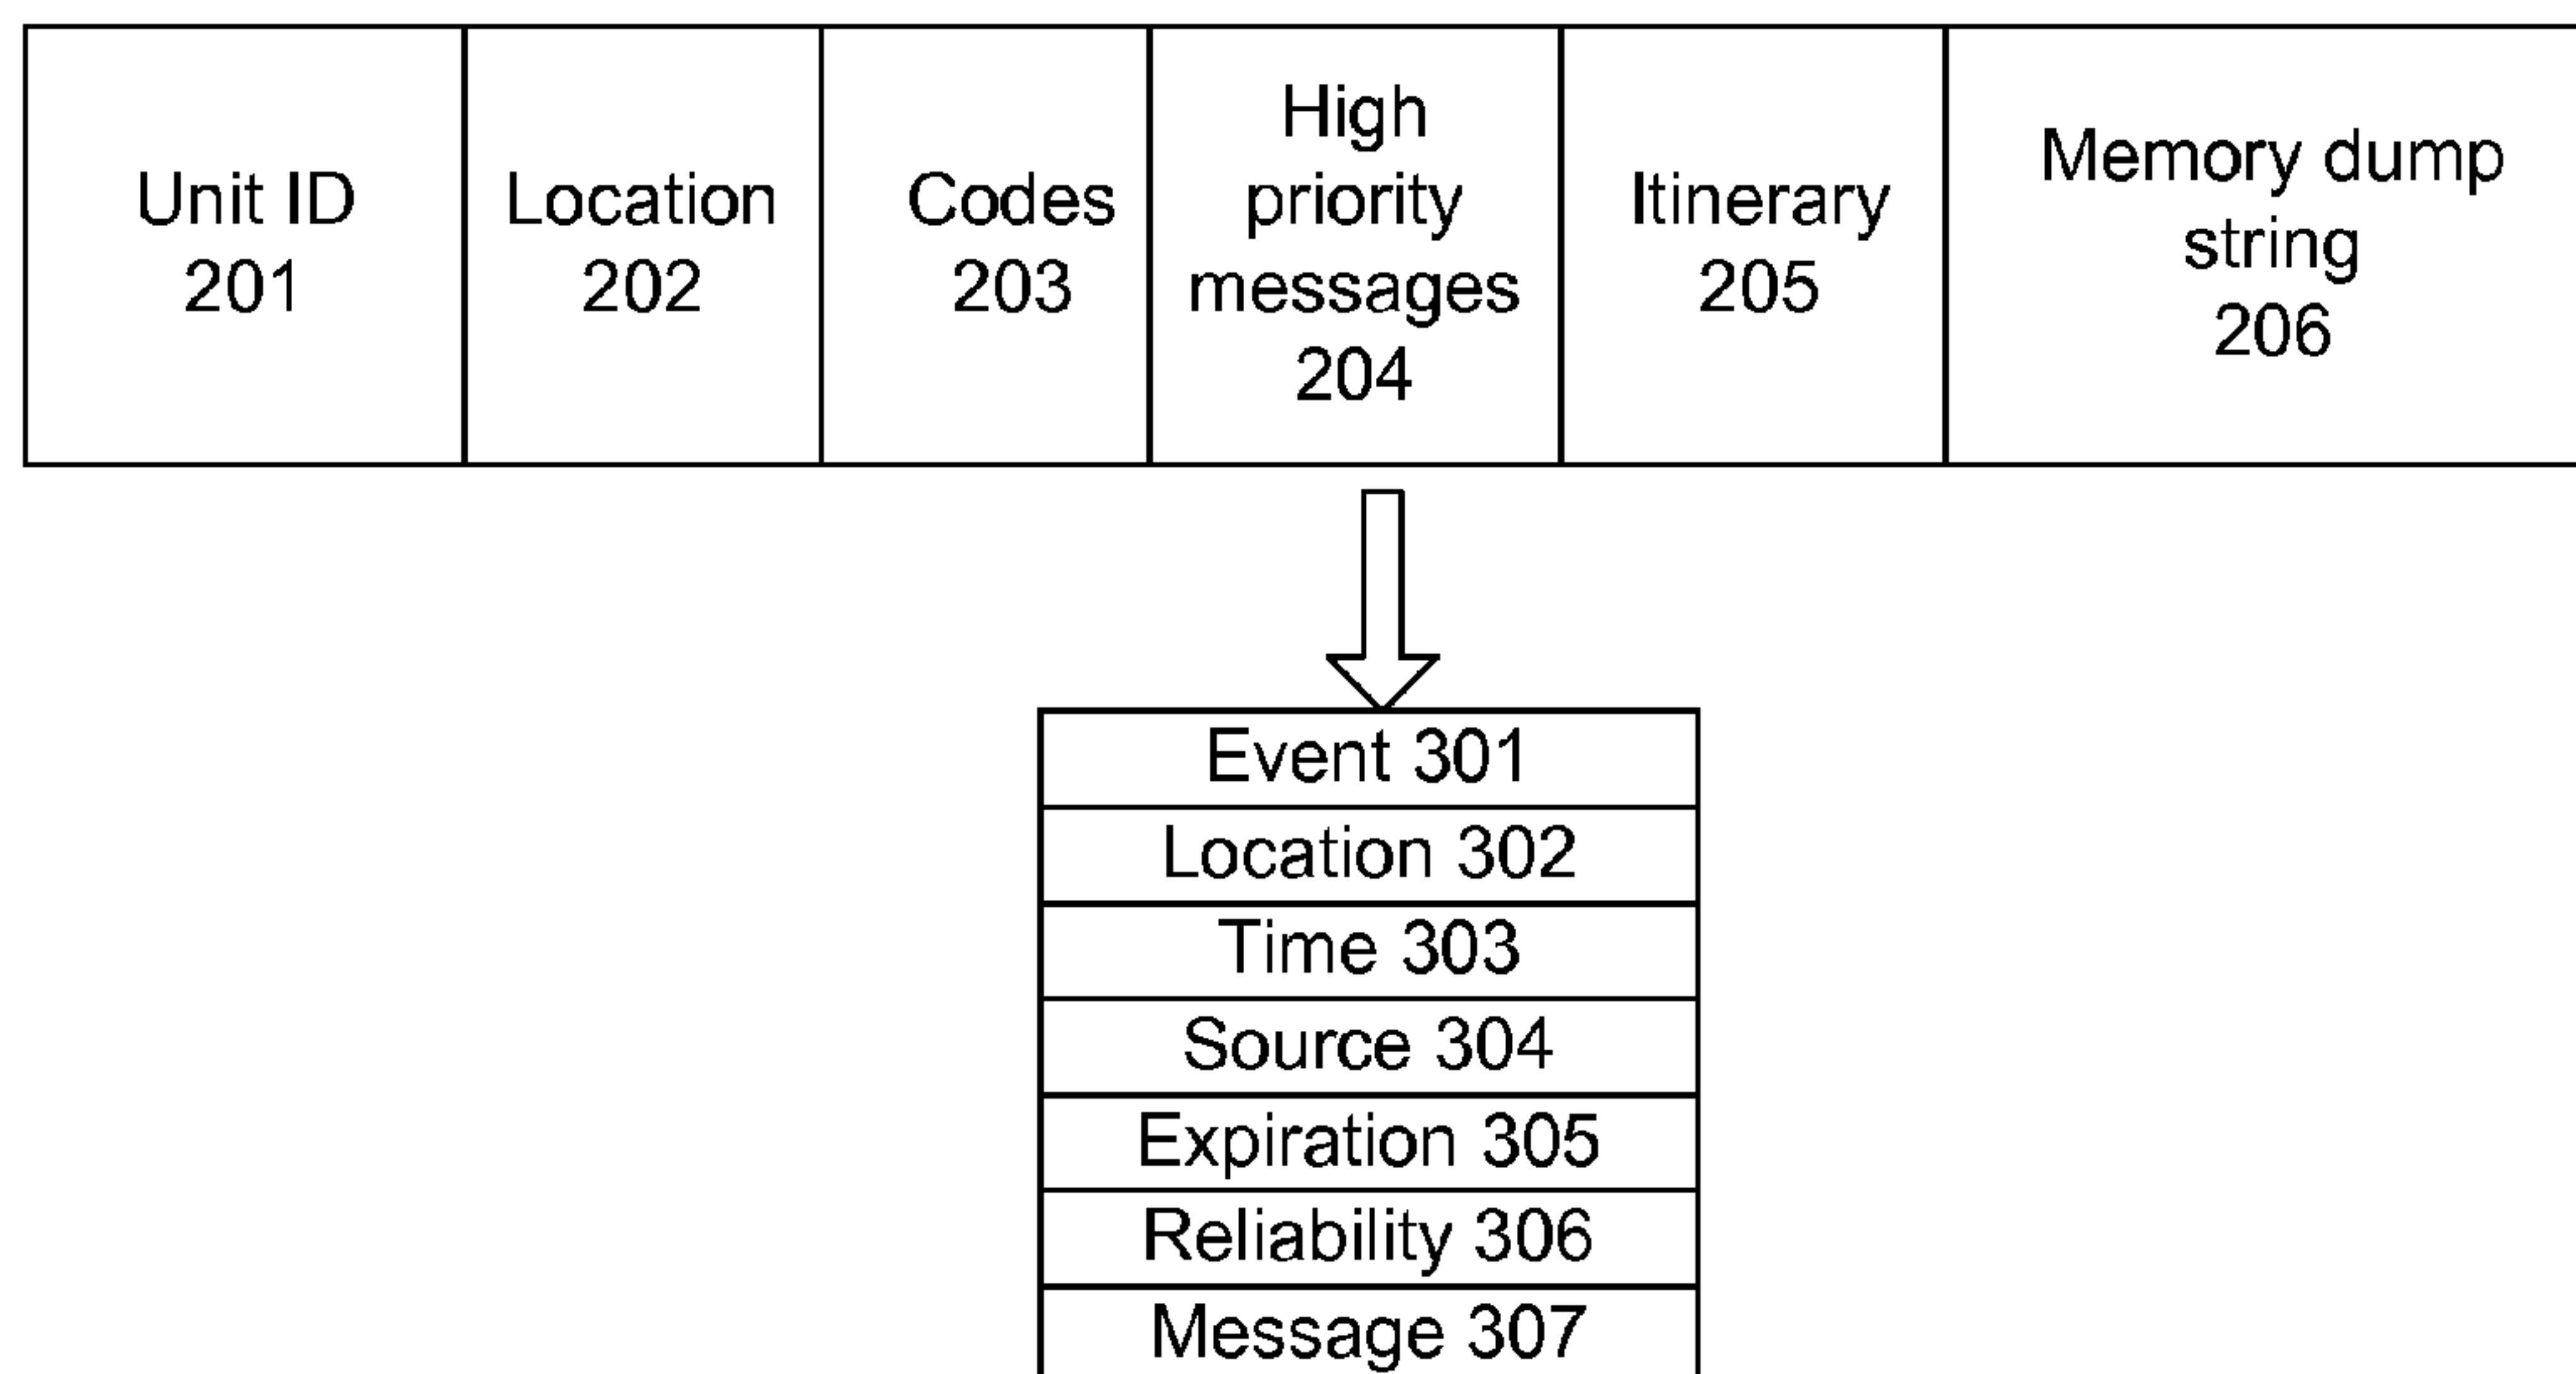 Unit ID
201
Location
202
Codes
203
High
priority
messages
204
Itinerary
205
Memory dump
string
206
Event 301
Location 302
Time 303
Source 304
Expiration 305
Reliability 306
Message 307